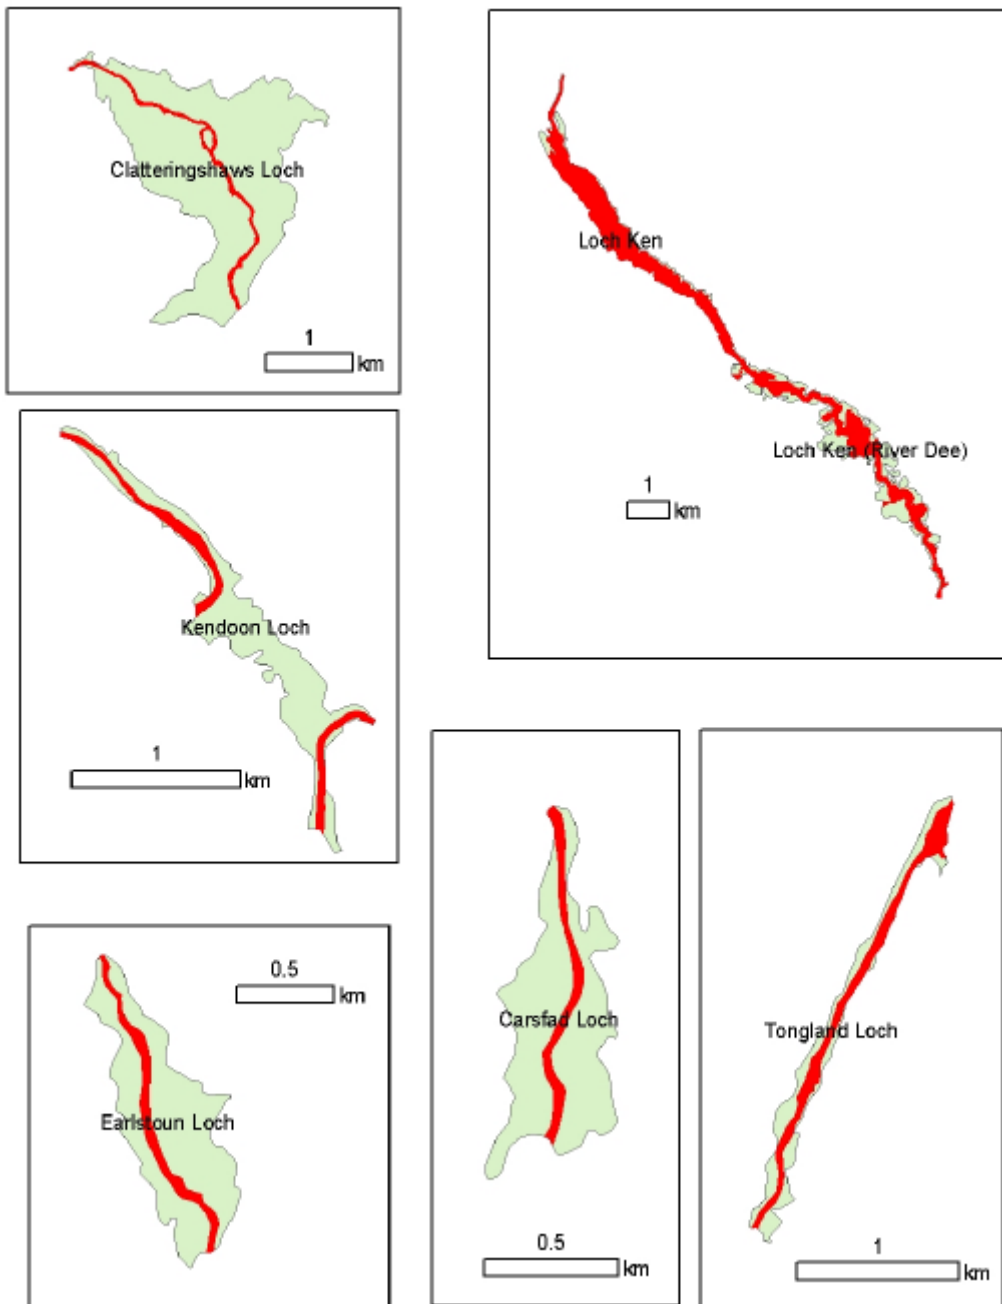 Clatteringshaws Loch
1
km
Loch Ken
Loch Ken (River Dee)
1
km
Kendoon Loch
1
km
0.5
km
Earlstoun Loch
Carsfad Loch
0.5
km
Tongland Loch
1
km